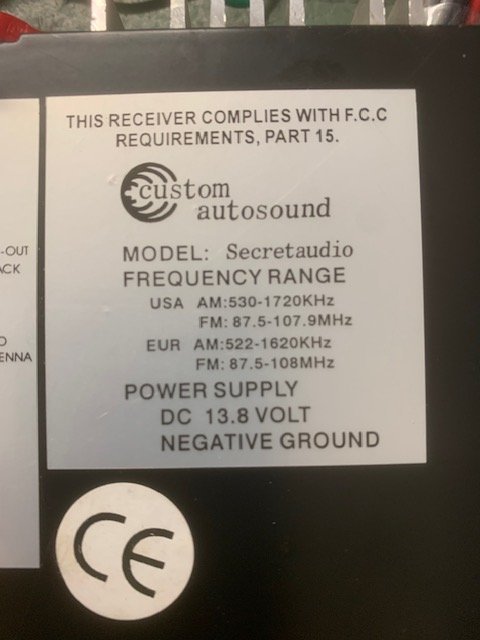 THIS RECEIVER COMPLIES WITH F.C.C
REQUIREMENTS, PART 15.
custom
autosound
-OUT
ACK
MODEL: Secretaudio
FREQUENCY RANGE
USA AM:530-1720KHz
FM: 87.5-107.9MHz
O
ENNA
EUR AM:522-1620KHz
FM: 87.5-108MHz
POWER SUPPLY
DC 13.8 VOLT
NEGATIVE GROUND
CE